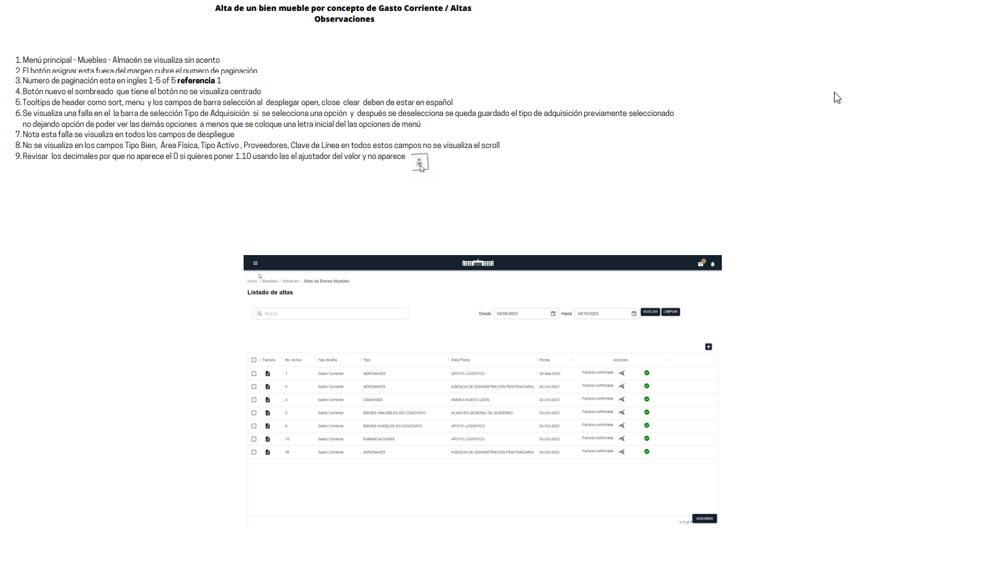 Alta de un bien mueble por concepto de Gasto Corriente / Altas
Observaciones
1. Menú principal - Muebles - Almacén se visualiza sin acento
2. El botón asignar esta fuera del margen cubre el numero de paginación
3. Numero de paginación esta en ingles 1-5 of 5 referencia 1
4. Botón nuevo el sombreado que tiene el botón no se visualiza centrado
5. Tooltips de header como sort, menu y los campos de barra selección al desplegar open, close clear deben de estar en español
6. Se visualiza una falla en el la barra de selección Tipo de Adquisición si se selecciona una opción y después se deselecciona se queda guardado el tipo de adquisición previamente seleccionado
no dejando opción de poder ver las demás opciones a menos que se coloque una letra inicial del las opciones de menú
7. Nota esta falla se visualiza en todos los campos de despliegue
8. No se visualiza en los campos Tipo Bien, Área Física, Tipo Activo , Proveedores, Clave de Línea en todos estos campos no se visualiza el scroll
9. Revisar los decimales por que no aparece el 0 si quieres poner 1.10 usando las el ajustador del valor y no aparece
Inicio / Muebles / Almacén / Altas de Bienes Muebles
Listado de altas
Buscar Desde 04/09/2023 Hasta 04/10/2023 BUSCAR LIMPIAR
Factura No. Activo Tipo de Alta Tipo Área Física Fecha Acciones
1 Gasto Corriente AERONAVES APOYO LOGÍSTICO 30-Sep-2023 Factura confirmada
3 Gasto Corriente AERONAVES AGENCIA DE ADMINISTRACIÓN PENITENCIARIA 02-Oct-2023 Factura confirmada
4 Gasto Corriente CAMIONES AMAR A NUEVO LEÓN 02-Oct-2023 Factura confirmada
5 Gasto Corriente BIENES INMUEBLES EN COMODATO ALMACÉN GENERAL DE GOBIERNO 02-Oct-2023 Factura confirmada
6 Gasto Corriente BIENES MUEBLES EN COMODATO APOYO LOGÍSTICO 02-Oct-2023 Factura confirmada
15 Gasto Corriente EMBARCACIONES APOYO LOGÍSTICO 03-Oct-2023 Factura confirmada
Gasto Corriente AERONAVES AGENCIA DE ADMINISTRACIÓN PENITENCIARIA 04-Oct-2023 Factura confirmada
1–7 of 7 ASIGNAR